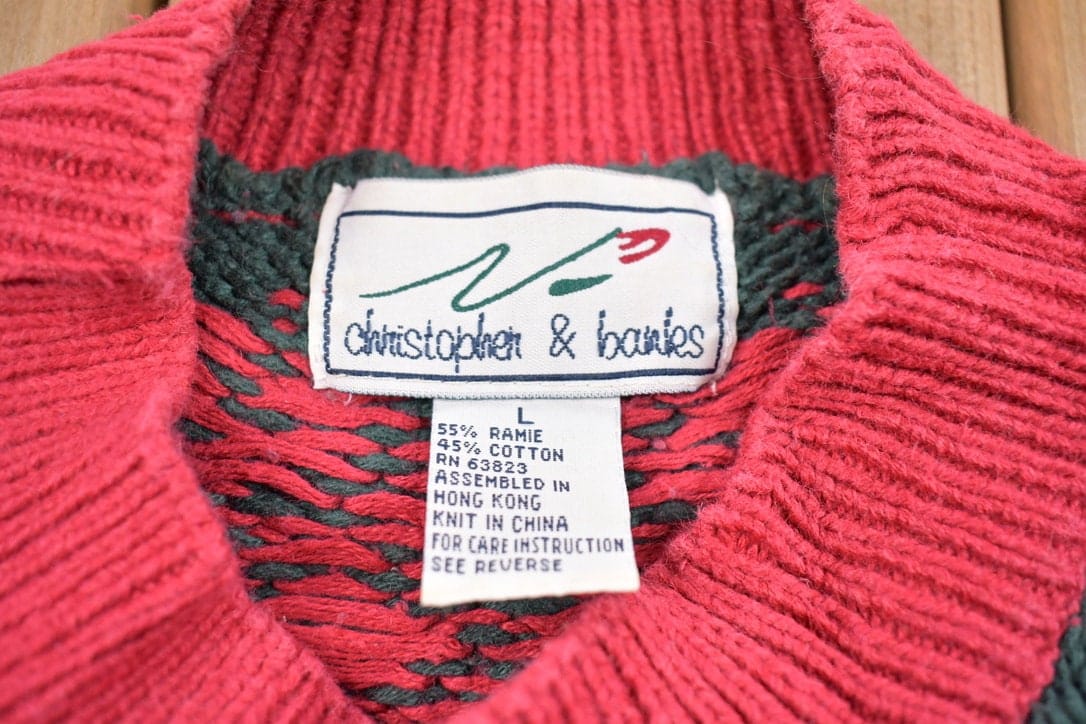 christopher & banks
L
55% RAMIE
45% COTTON
RN 63823
ASSEMBLED IN
HONG KONG
KNIT IN CHINA
FOR CARE INSTRUCTION
SEE REVERSE